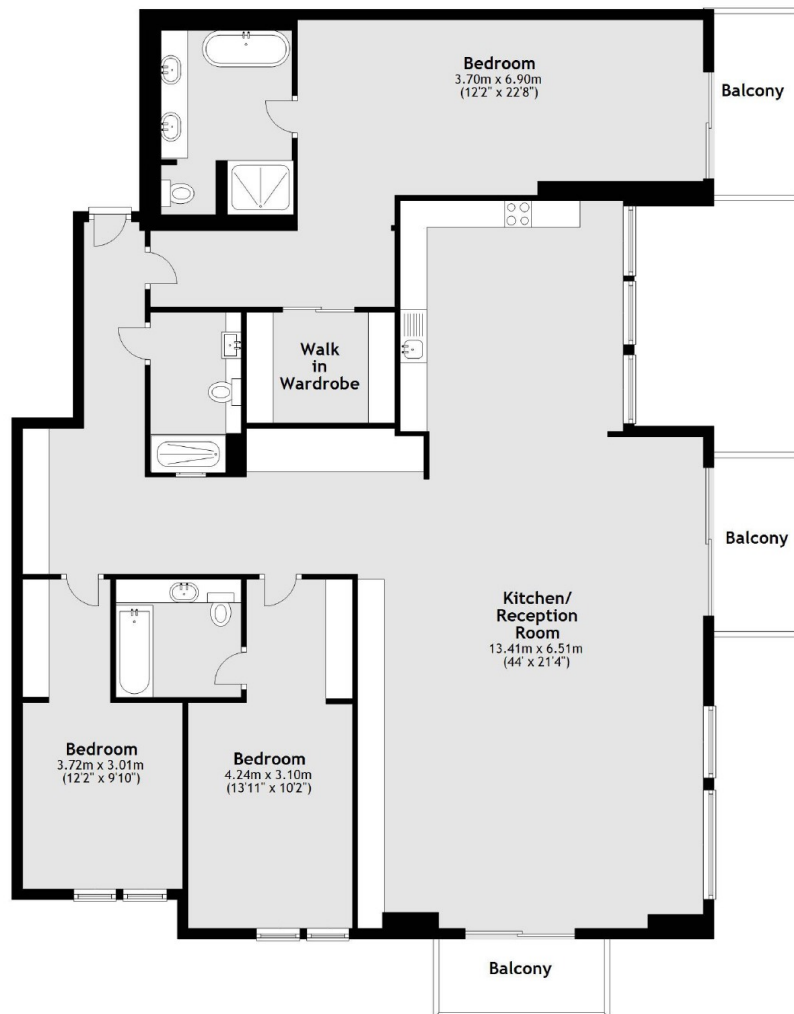 Bedroom
3.70m x 6.90m
(12'2" x 22'8")
Balcony
Walk
in
Wardrobe
Balcony
Kitchen/
Reception
Room
13.41m x 6.51m
(44' x 21'4")
Bedroom
3.72m x 3.01m
(12'2" x 9'10")
Bedroom
4.24m x 3.10m
(13'11" x 10'2")
Balcony